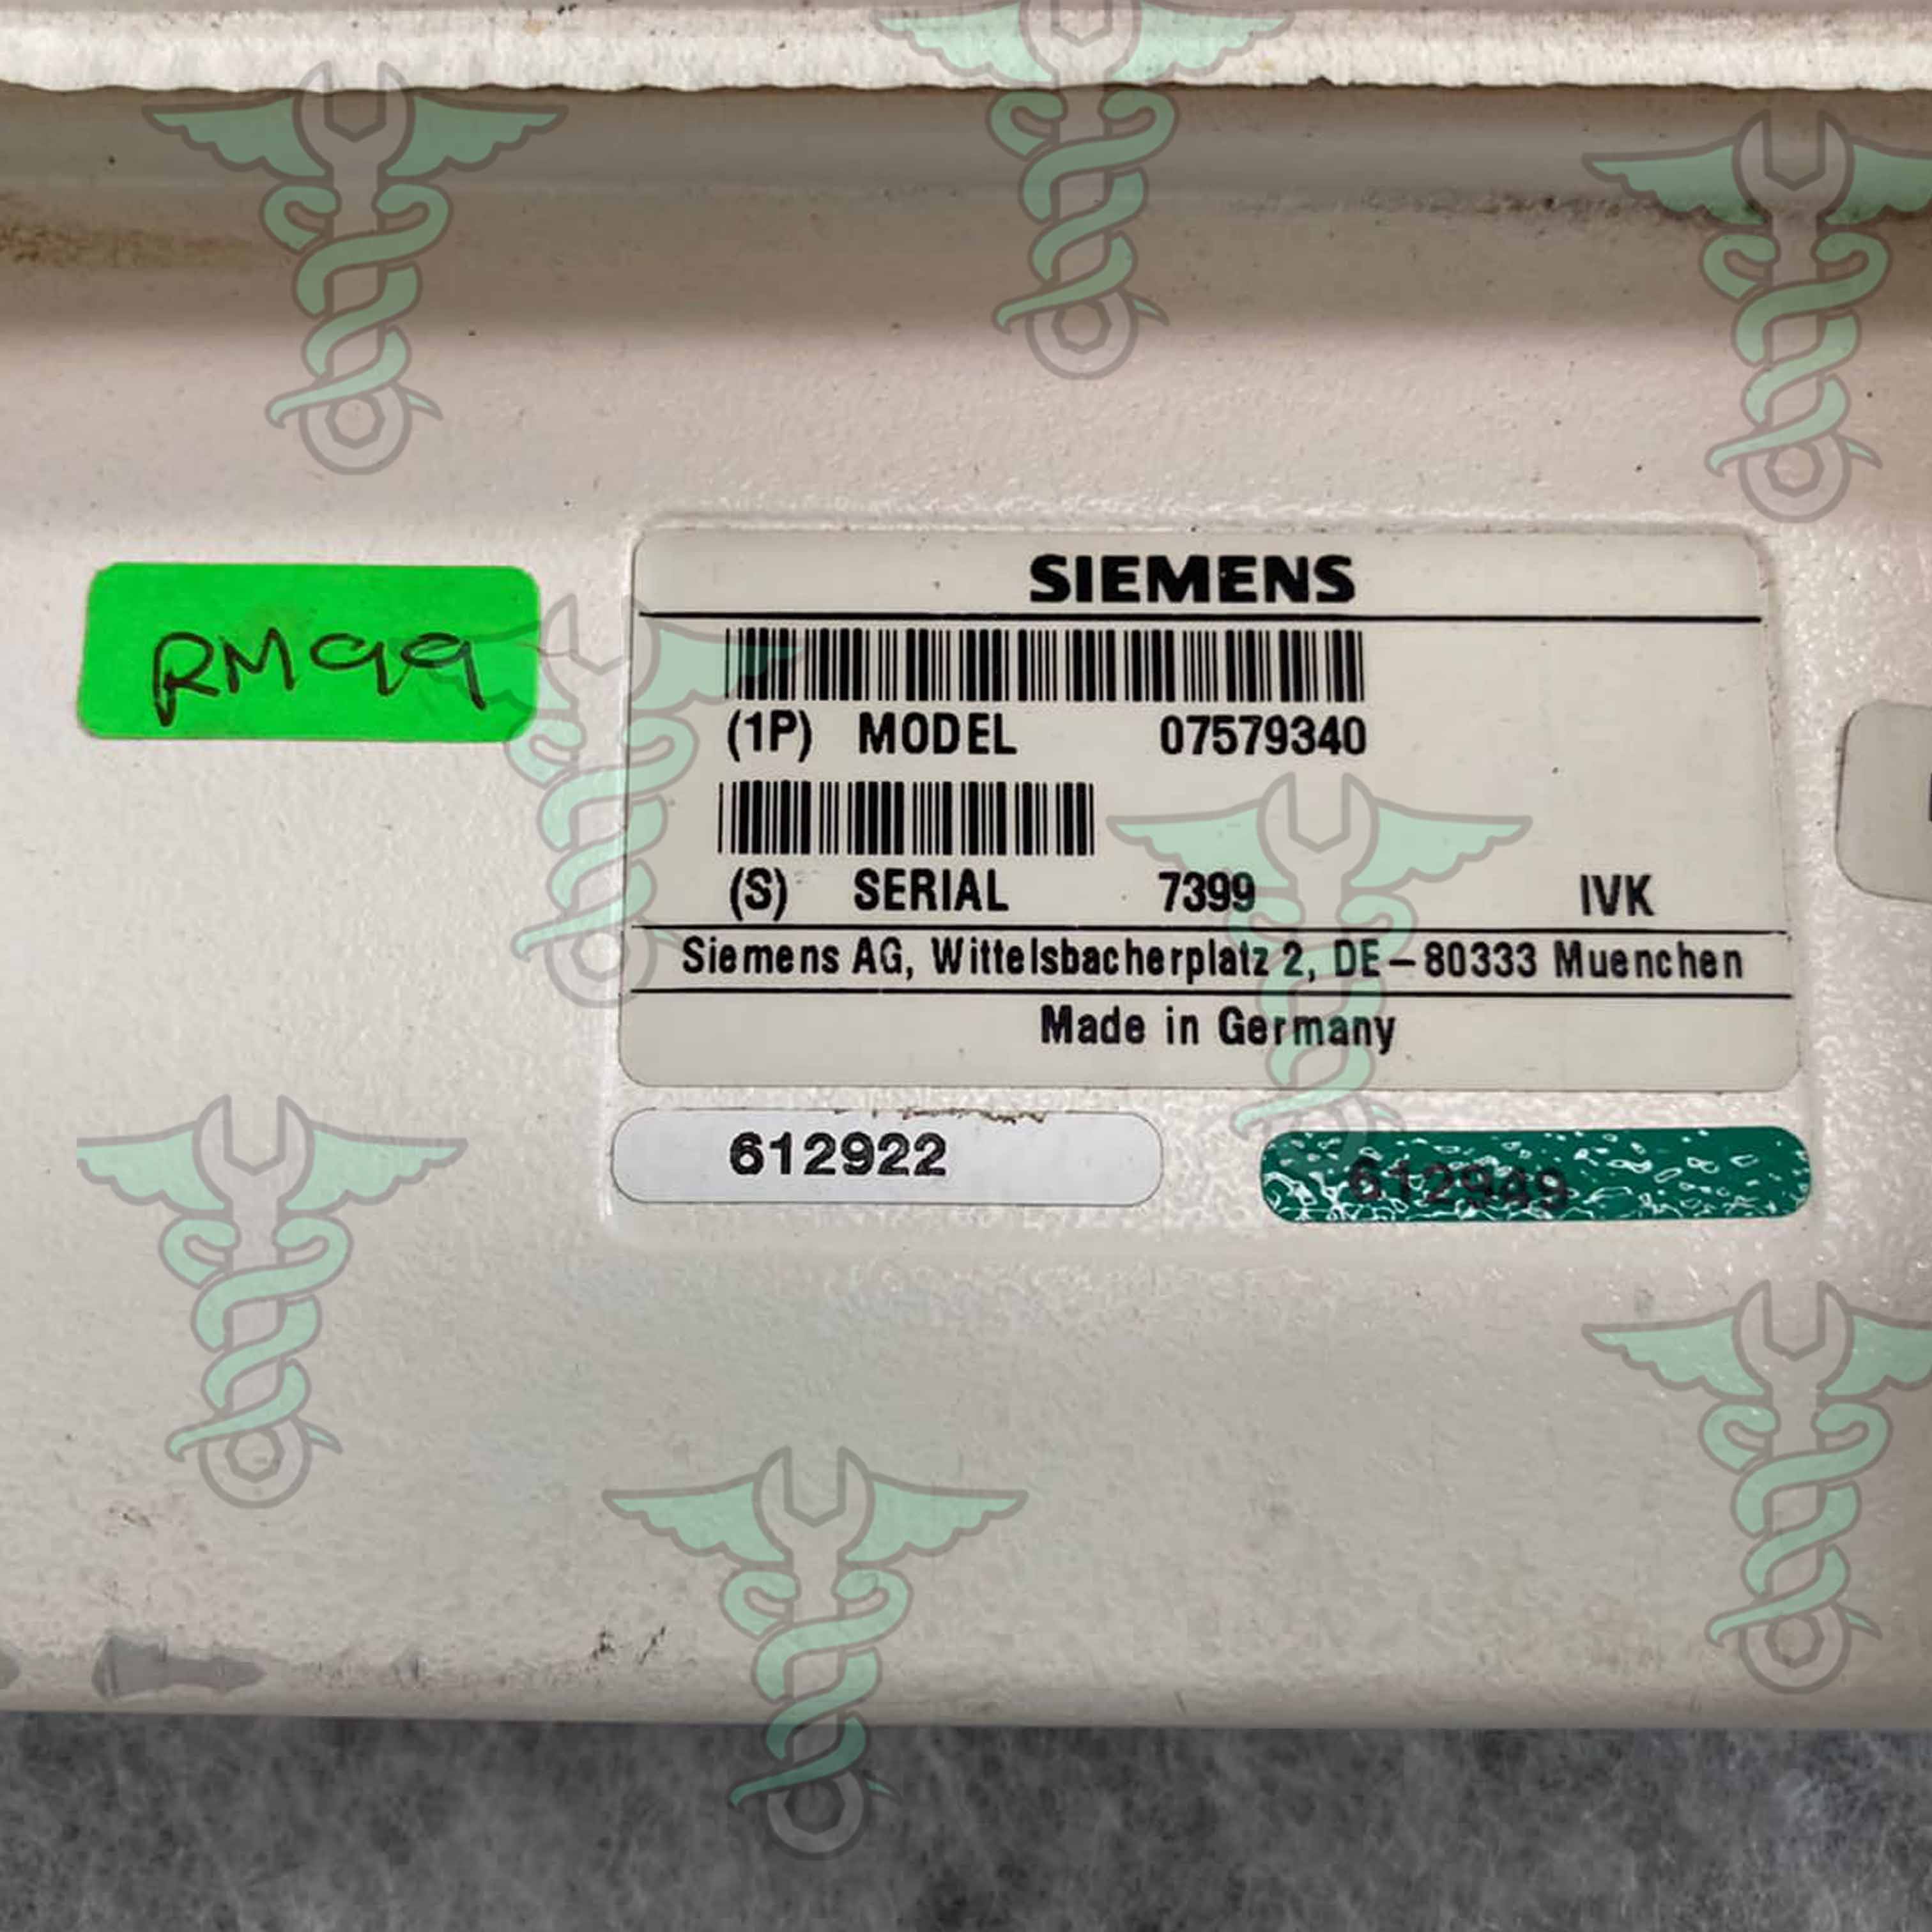 RM99
SIEMENS
(1P) MODEL 07579340
(S) SERIAL 7399 IVK
Siemens AG, Wittelsbacherplatz 2, DE-80333 Muenchen
Made in Germany
612922
612949